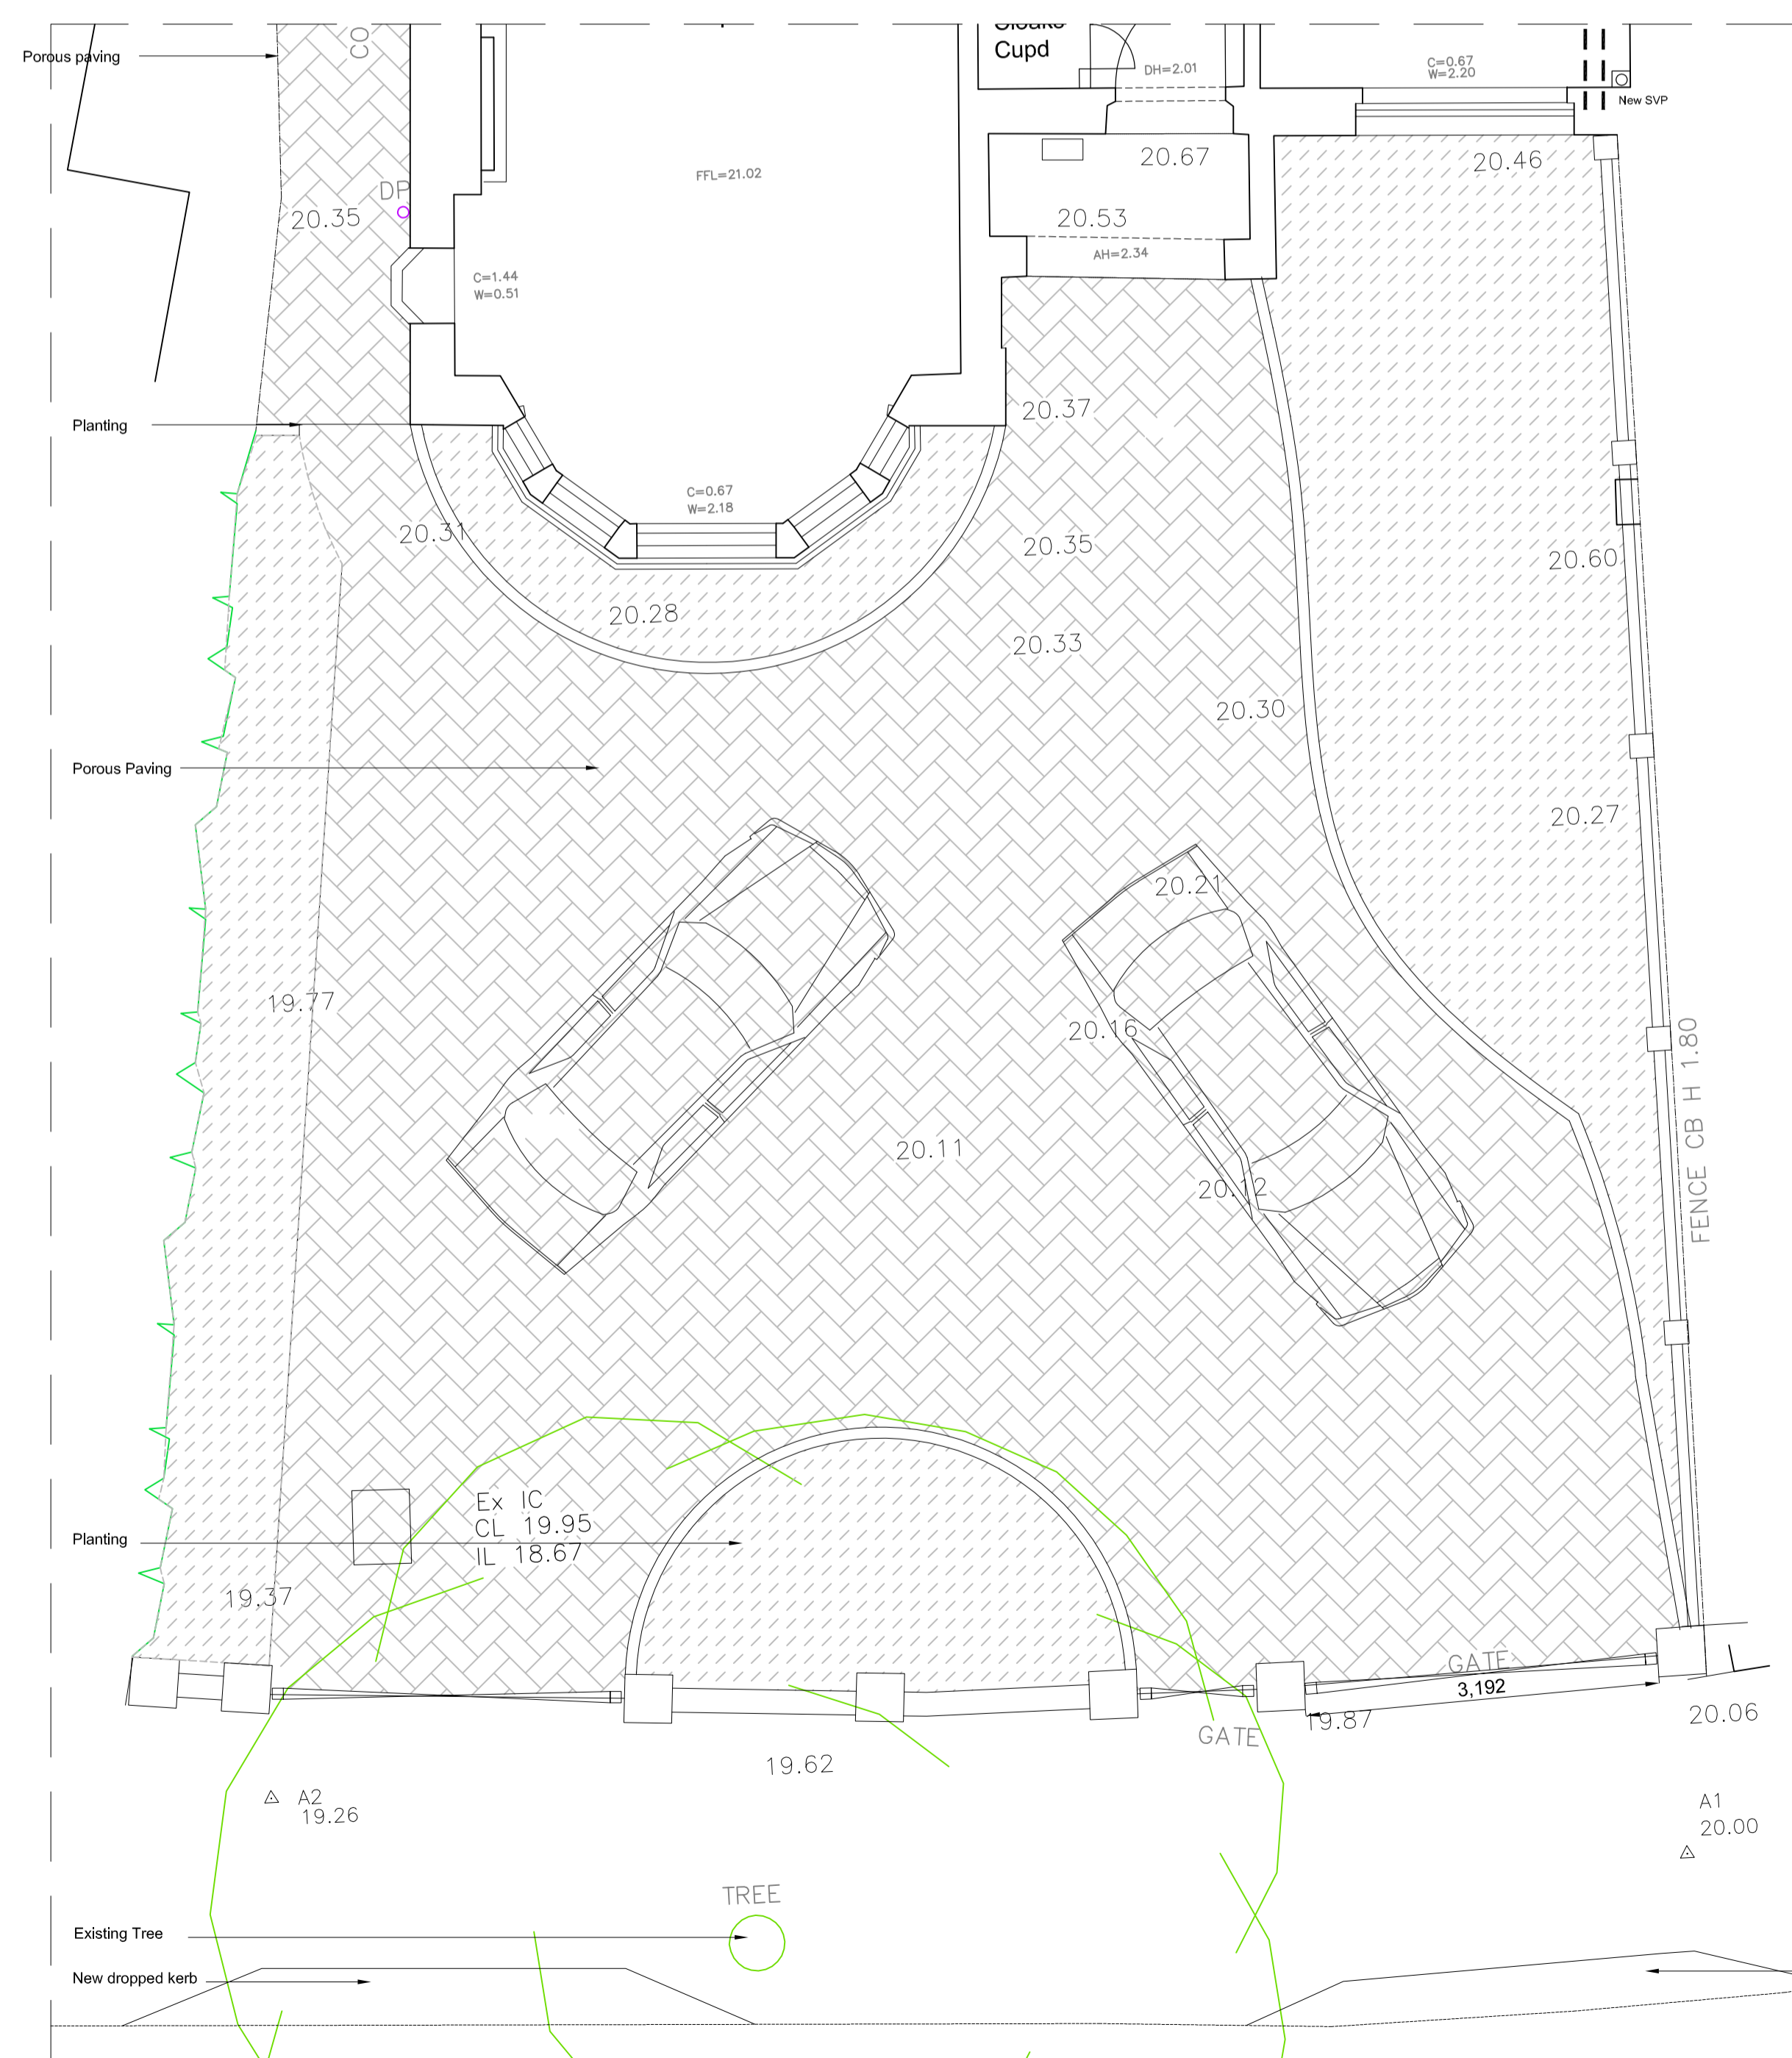 CO
Cupd
DH=2.01
C=0.67
W=2.20
Porous paving
New SVP
20.67
20.46
FFL=21.02
DP
20.35
20.53
AH=2.34
C=1.44
W=0.51
20.37
Planting
C=0.67
W=2.18
20.31
20.35
20.60
20.28
20.33
20.30
Porous Paving
20.27
20.21
19.77
20.16
FENCE CB H 1.80
20.11
20.12
Ex IC
CL 19.95
IL 18.67
Planting
19.37
GATE
3,192
19.87
20.06
GATE
19.62
A2
19.26
A1
20.00
TREE
Existing Tree
New dropped kerb